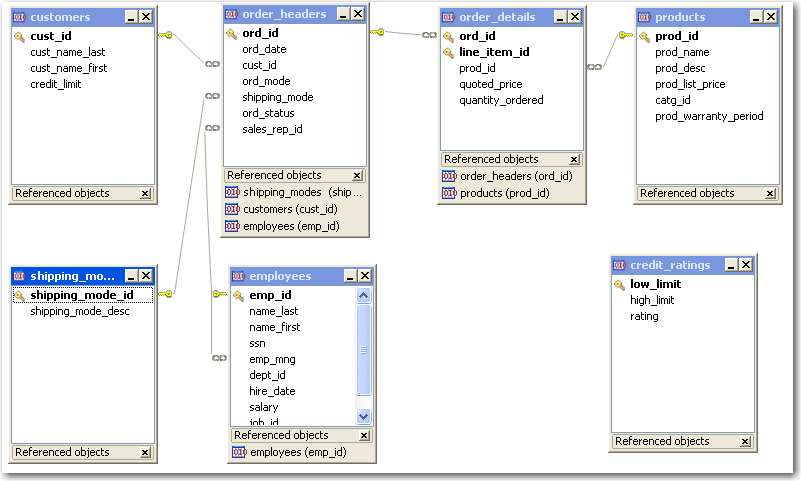 customers
cust_id
cust_name_last
cust_name_first
credit_limit
Referenced objects
order_headers
ord_id
ord_date
cust_id
ord_mode
shipping_mode
ord_status
sales_rep_id
Referenced objects
shipping_modes (ship ...
customers (cust_id)
employees (emp_id)
order_details
ord_id
line_item_id
prod_id
quoted_price
quantity_ordered
Referenced objects
order_headers (ord_id)
products (prod_id)
products
prod_id
prod_name
prod_desc
prod_list_price
catg_id
prod_warranty_period
Referenced objects
shipping_mo...
shipping_mode_id
shipping_mode_desc
Referenced objects
employees
emp_id
name_last
name_first
ssn
emp_mng
dept_id
hire_date
salary
job_id
Referenced objects
employees (emp_id)
credit_ratings
low_limit
high_limit
rating
Referenced objects